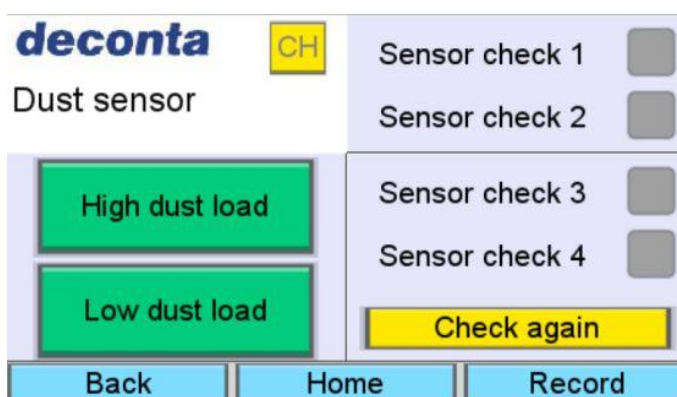 deconta
CH
Dust sensor
High dust load
Low dust load
Sensor check 1
Sensor check 2
Sensor check 3
Sensor check 4
Check again
Back
Home
Record